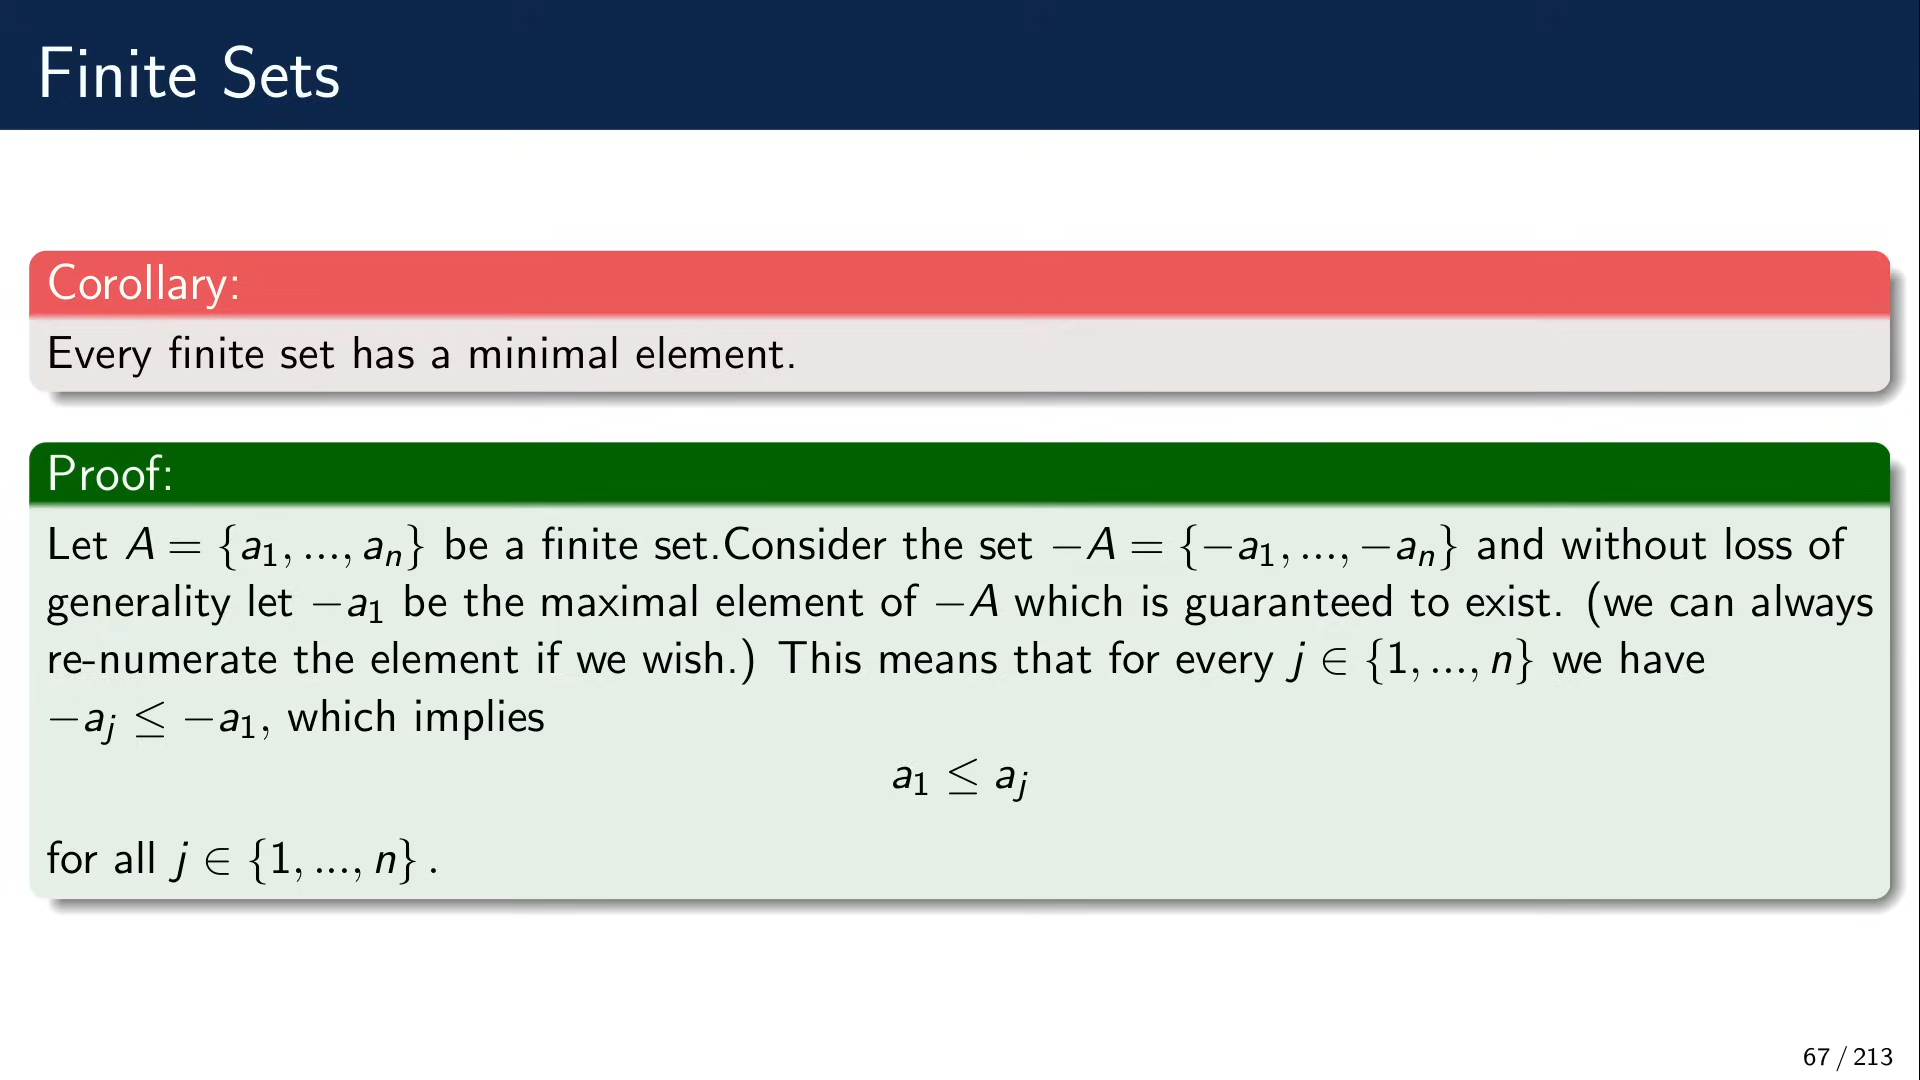 Finite Sets
Corollary:
Every finite set has a minimal element.
Proof:
Let A = {a₁, ..., aₙ} be a finite set.Consider the set −A = {−a₁, ..., −aₙ} and without loss of
generality let −a₁ be the maximal element of −A which is guaranteed to exist. (we can always
re-numerate the element if we wish.) This means that for every j ∈ {1, ..., n} we have
−aⱼ ≤ −a₁, which implies
a₁ ≤ aⱼ
for all j ∈ {1, ..., n} .
67 / 213